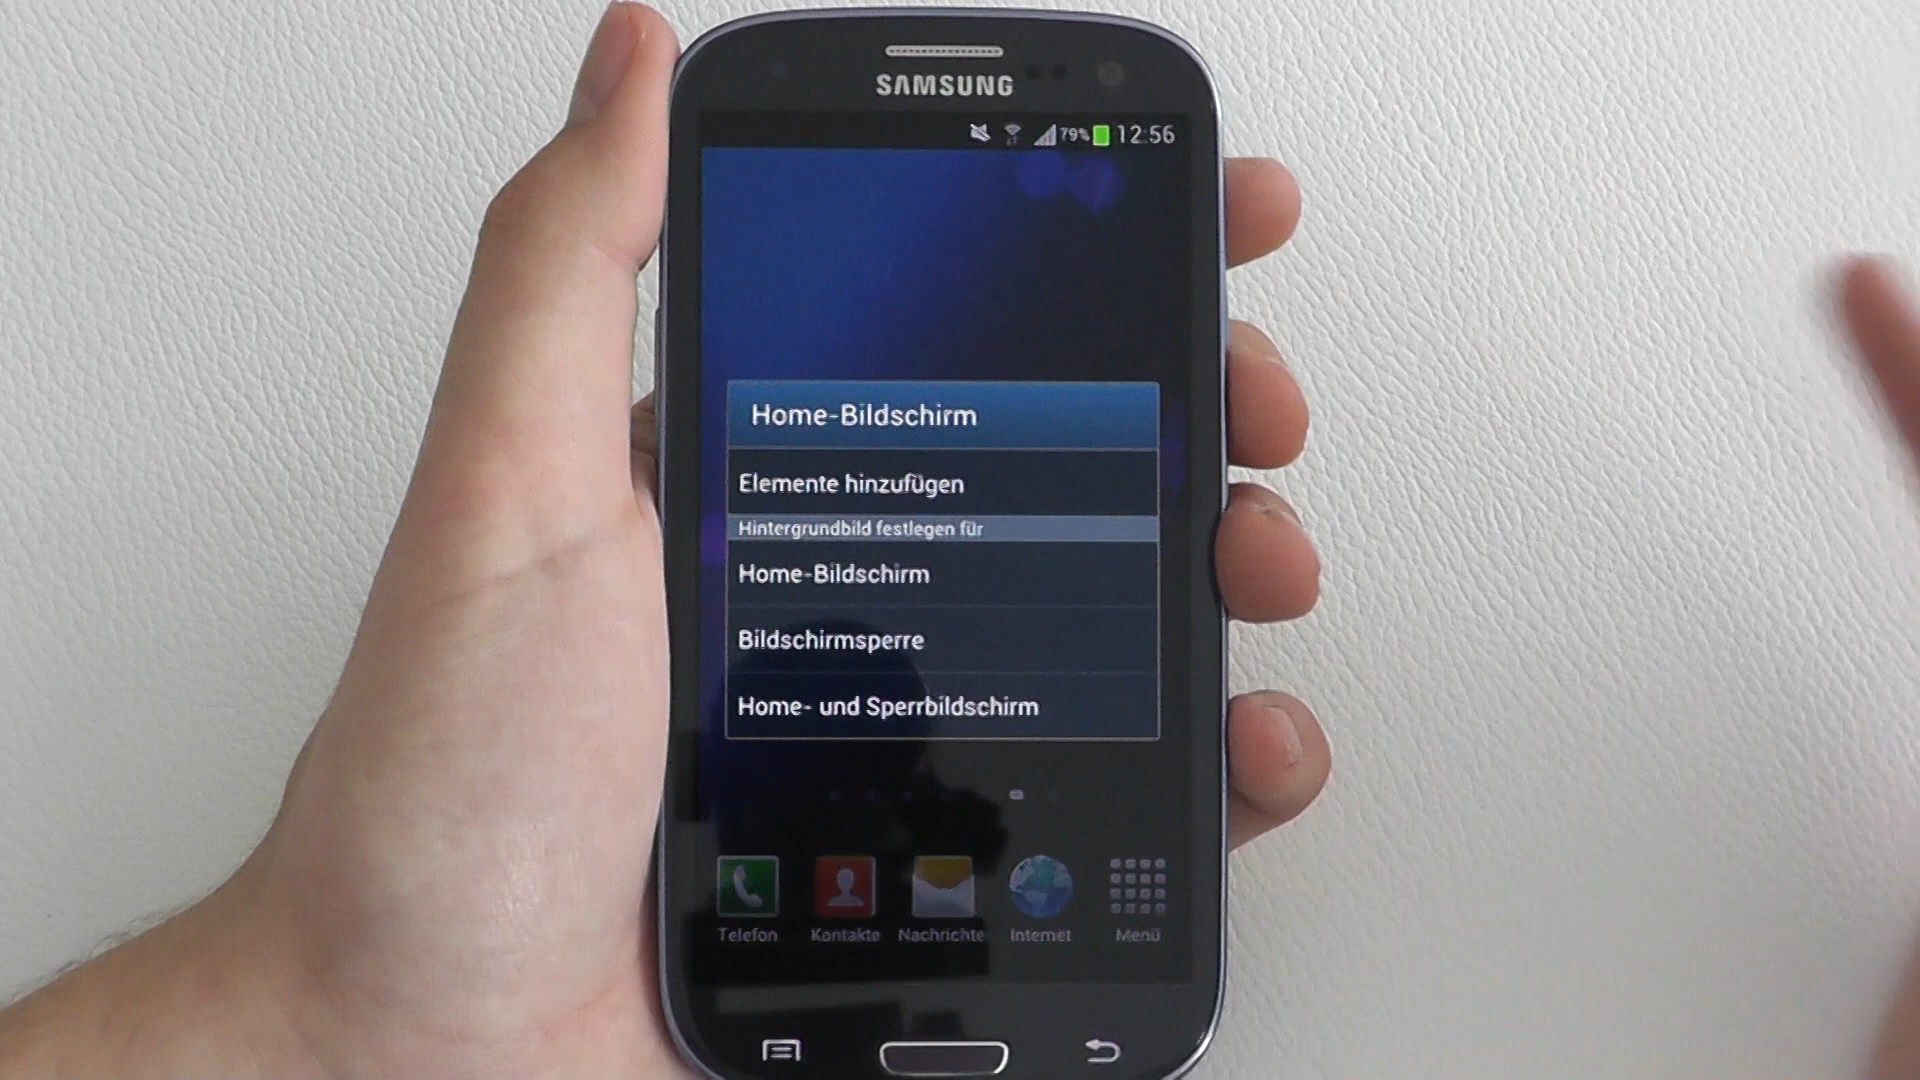 SAMSUNG
79% 12:56
Home-Bildschirm
Elemente hinzufügen
Hintergrundbild festlegen für
Home-Bildschirm
Bildschirmsperre
Home- und Sperrbildschirm
Telefon Kontakte Nachrichte Internet Menü